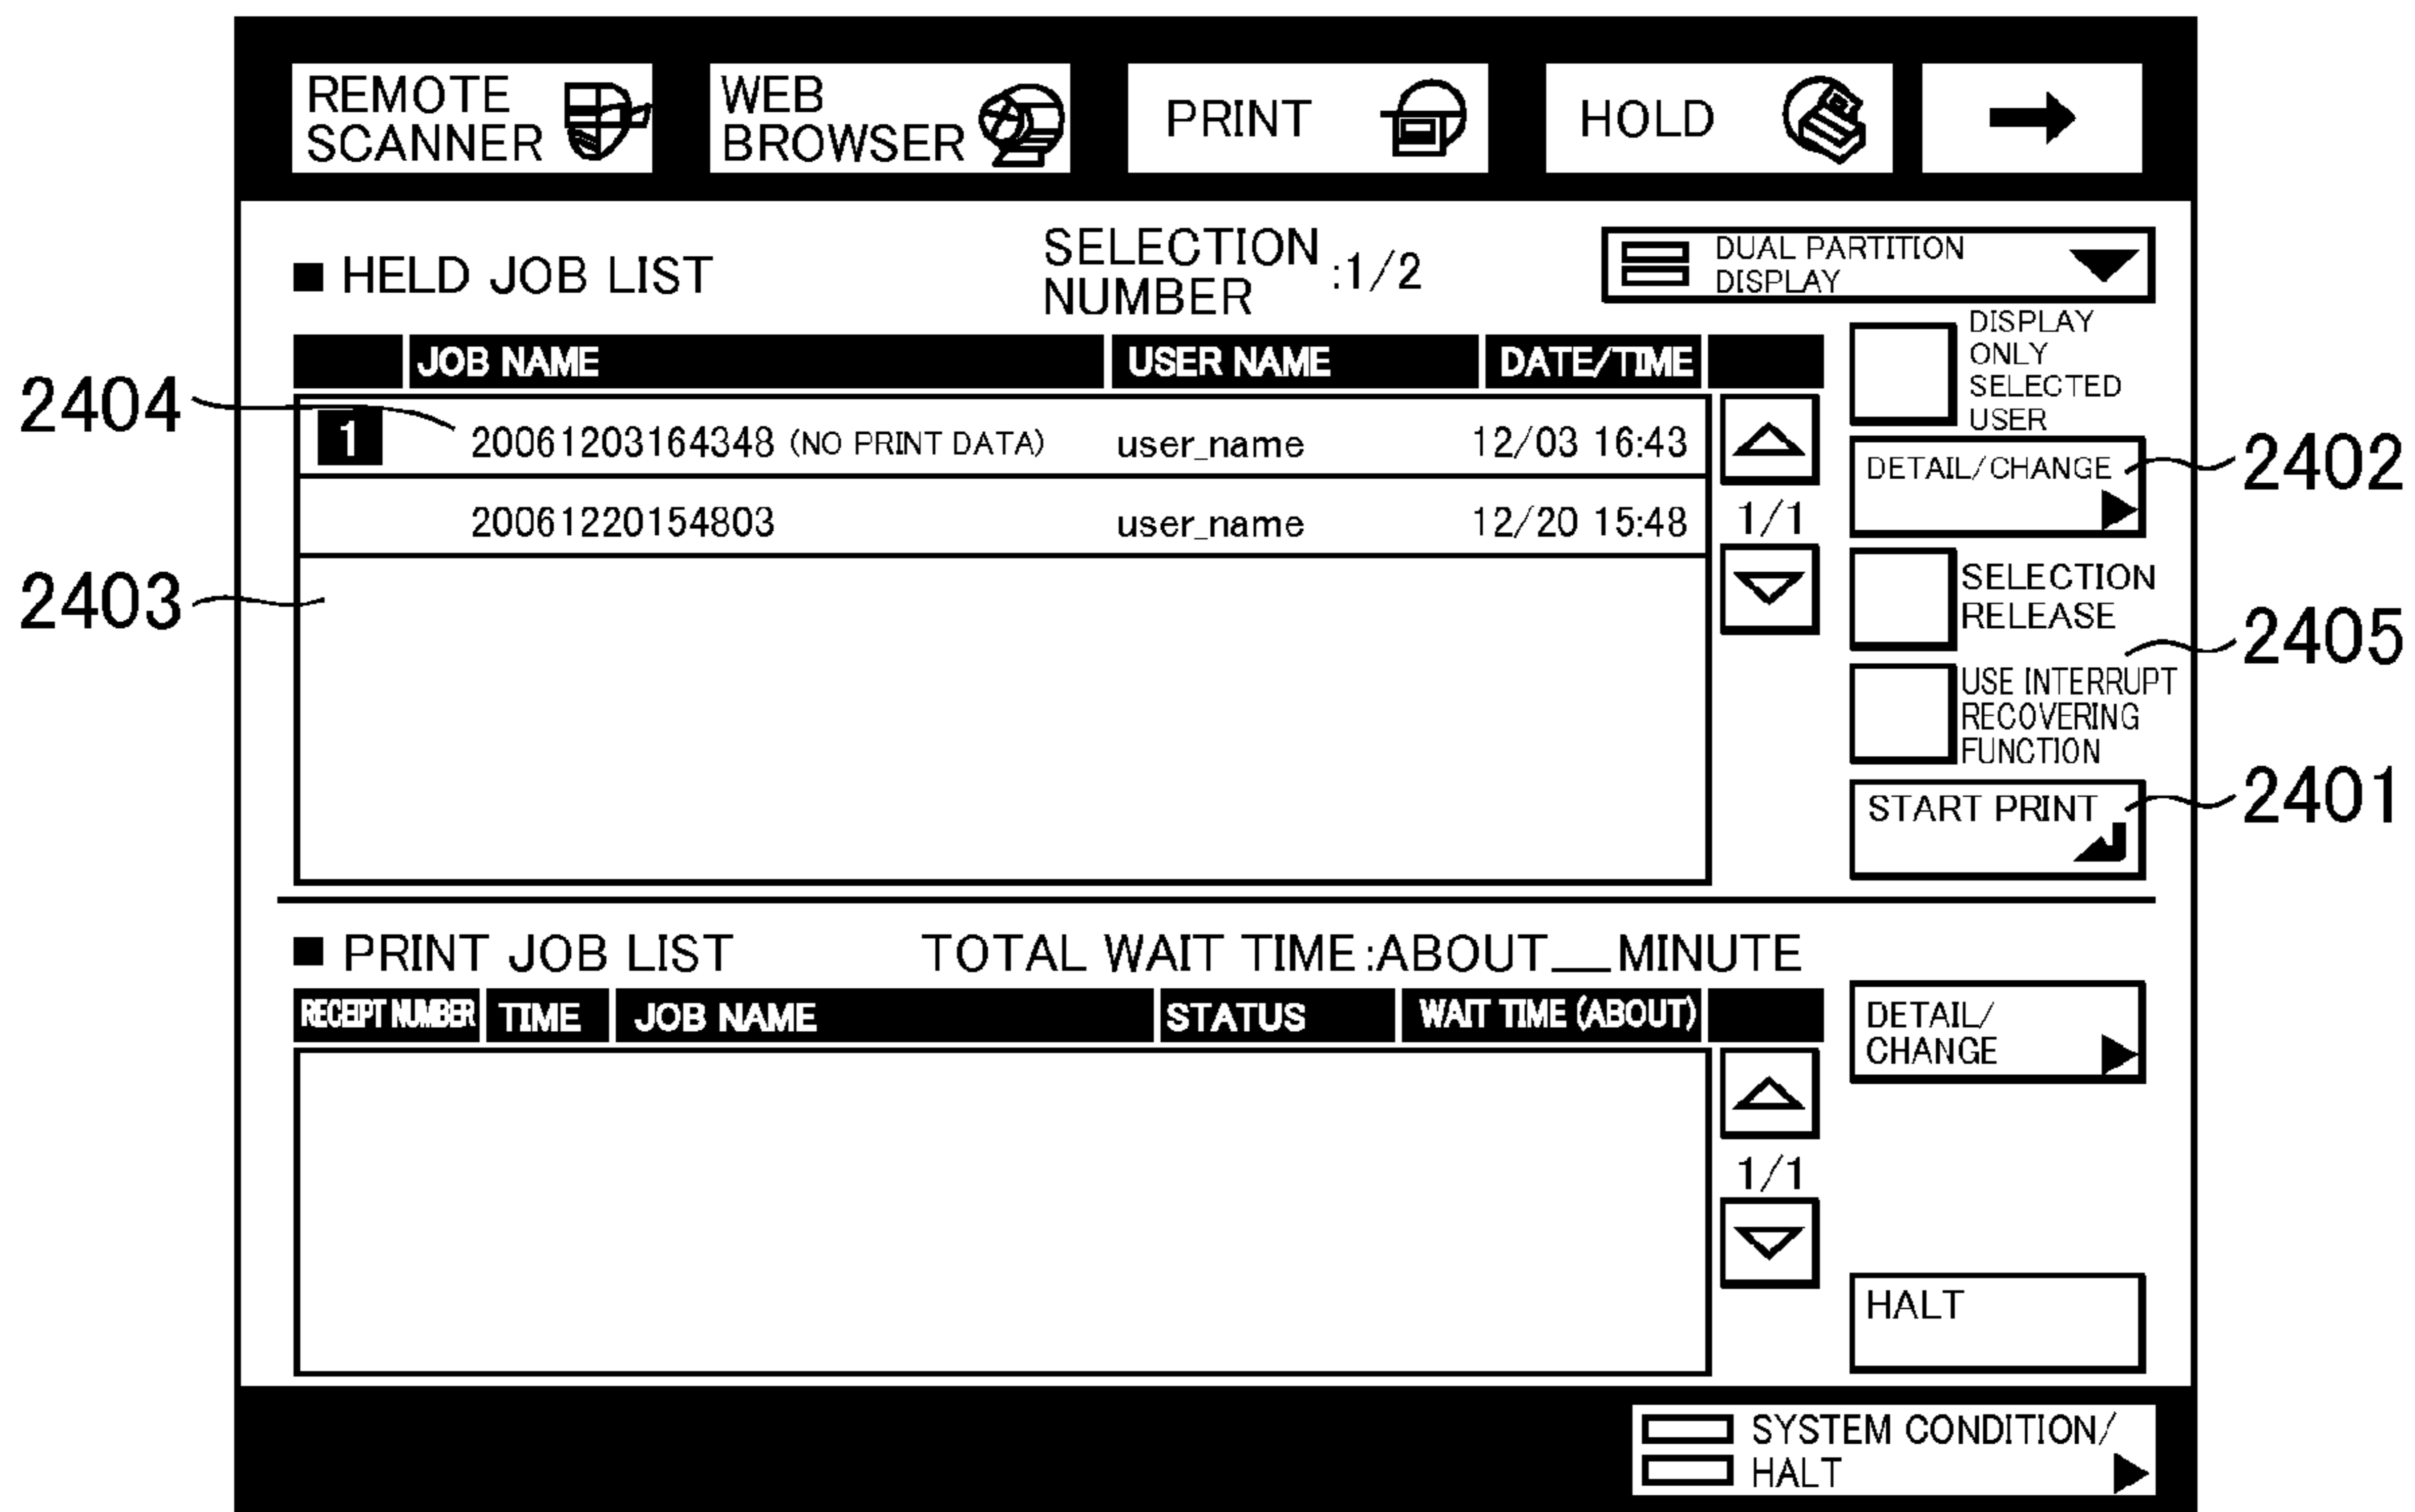 REMOTE
SCANNER
WEB
BROWSER
PRINT
HOLD
■ HELD JOB LIST
SELECTION
NUMBER :1/2
DUAL PARTITION
DISPLAY
JOB NAME USER NAME DATE/TIME
DISPLAY
ONLY
SELECTED
USER
2404
1 20061203164348 (NO PRINT DATA) user_name 12/03 16:43
DETAIL/CHANGE
2402
20061220154803 user_name 12/20 15:48
1/1
2403
SELECTION
RELEASE
2405
USE INTERRUPT
RECOVERING
FUNCTION
START PRINT
2401
■ PRINT JOB LIST TOTAL WAIT TIME:ABOUT__MINUTE
RECEIPT NUMBER TIME JOB NAME STATUS WAIT TIME (ABOUT)
DETAIL/
CHANGE
1/1
HALT
SYSTEM CONDITION/
HALT